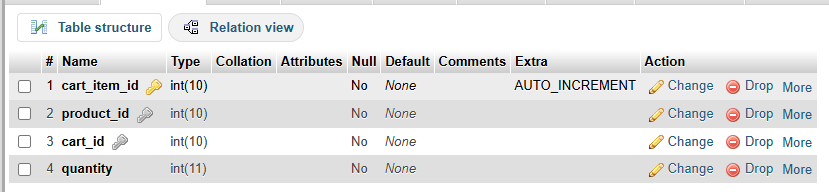 Table structure Relation view
# Name Type Collation Attributes Null Default Comments Extra Action
1 cart_item_id int(10) No None AUTO_INCREMENT Change Drop More
2 product_id int(10) No None Change Drop More
3 cart_id int(10) No None Change Drop More
4 quantity int(11) No None Change Drop More